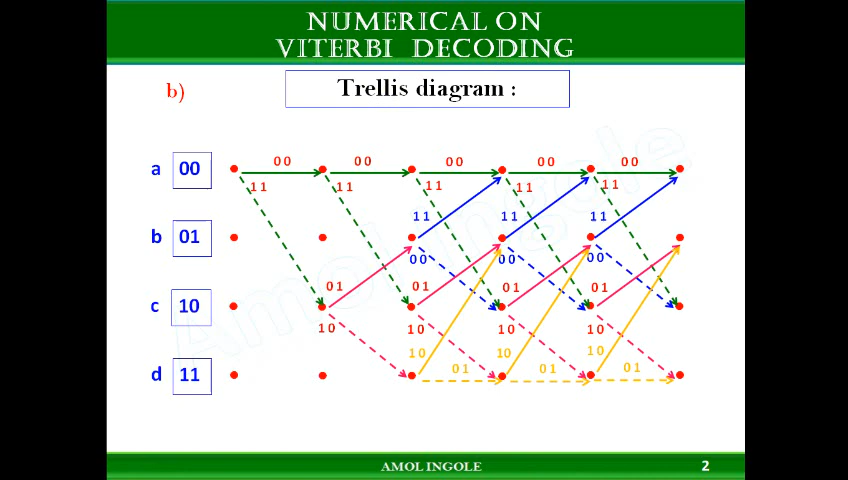 NUMERICAL ON
VITERBI DECODING
b)
Trellis diagram :
Amol Ingole
a 00
00 00 00 00 00
11 11 11 11 11
11 11 11
b 01
00 00 00
01 01 01 01
c 10
10 10 10 10
10 10 10
01 01 01
d 11
AMOL INGOLE
2